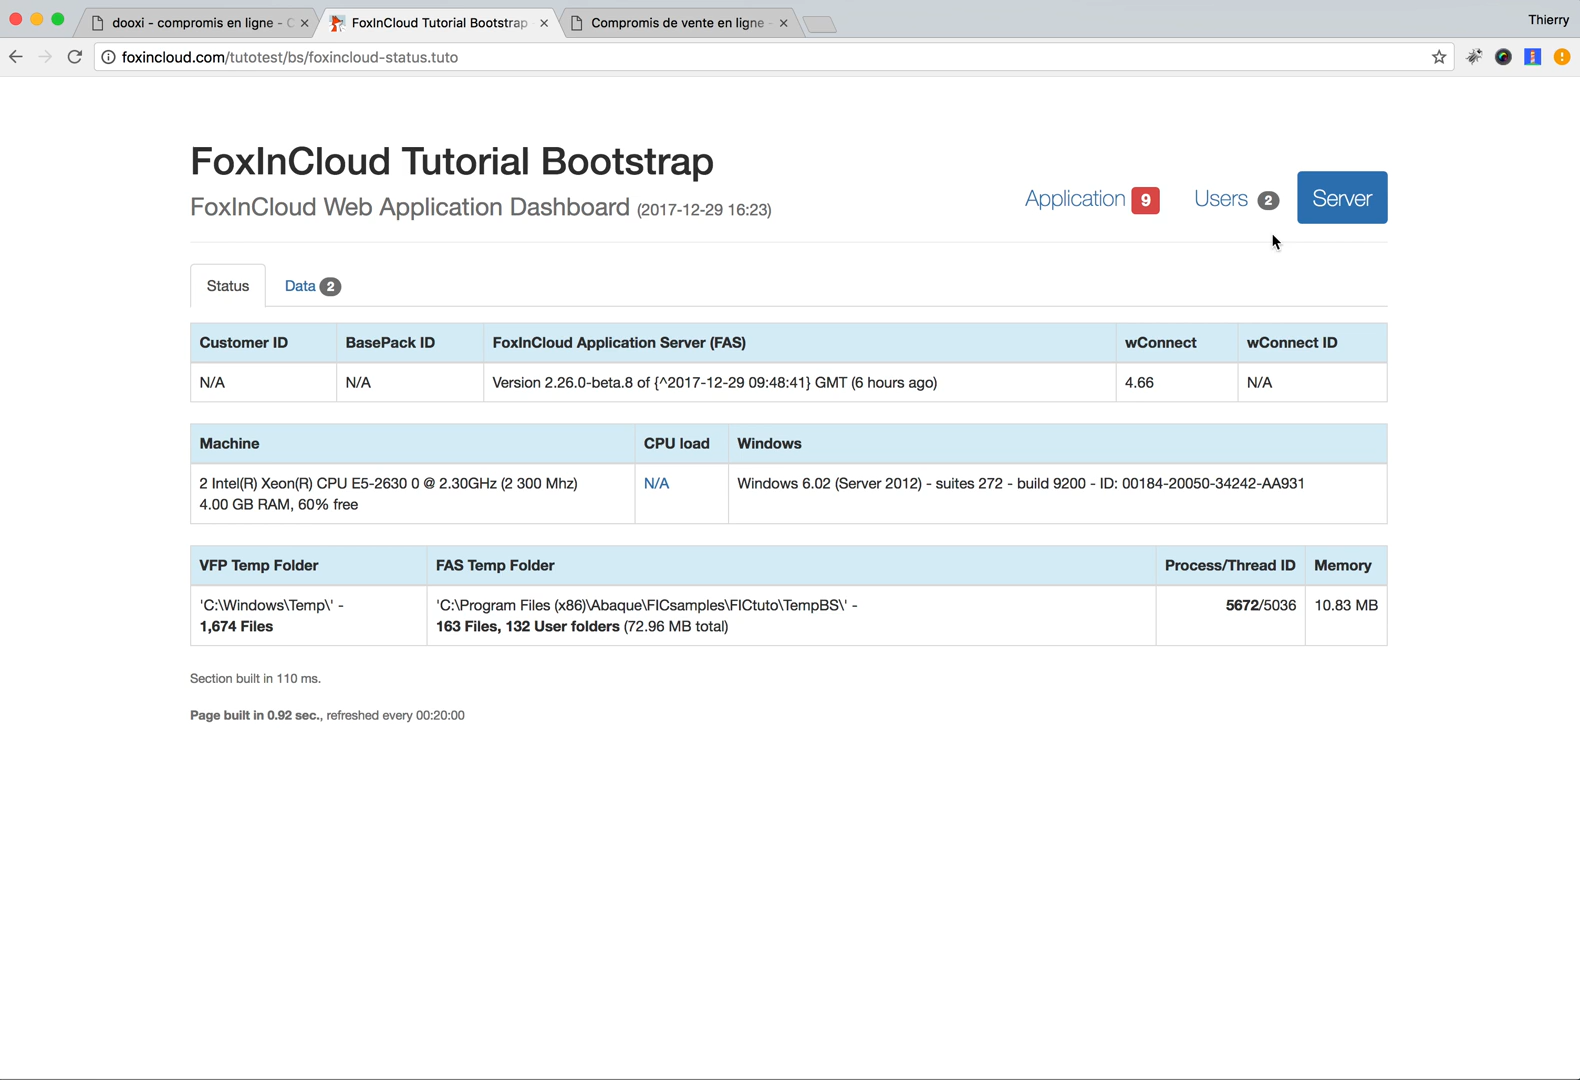 dooxi - compromis en ligne - C
FoxInCloud Tutorial Bootstrap
Compromis de vente en ligne -
Thierry
foxincloud.com/tutotest/bs/foxincloud-status.tuto
FoxInCloud Tutorial Bootstrap
FoxInCloud Web Application Dashboard (2017-12-29 16:23)
Application 9
Users 2
Server
Status
Data 2
Customer ID
BasePack ID
FoxInCloud Application Server (FAS)
wConnect
wConnect ID
N/A
N/A
Version 2.26.0-beta.8 of {^2017-12-29 09:48:41} GMT (6 hours ago)
4.66
N/A
Machine
CPU load
Windows
2 Intel(R) Xeon(R) CPU E5-2630 0 @ 2.30GHz (2 300 Mhz)
4.00 GB RAM, 60% free
N/A
Windows 6.02 (Server 2012) - suites 272 - build 9200 - ID: 00184-20050-34242-AA931
VFP Temp Folder
FAS Temp Folder
Process/Thread ID
Memory
'C:\Windows\Temp\' -
1,674 Files
'C:\Program Files (x86)\Abaque\FICsamples\FICtuto\TempBS\' -
163 Files, 132 User folders (72.96 MB total)
5672/5036
10.83 MB
Section built in 110 ms.
Page built in 0.92 sec., refreshed every 00:20:00